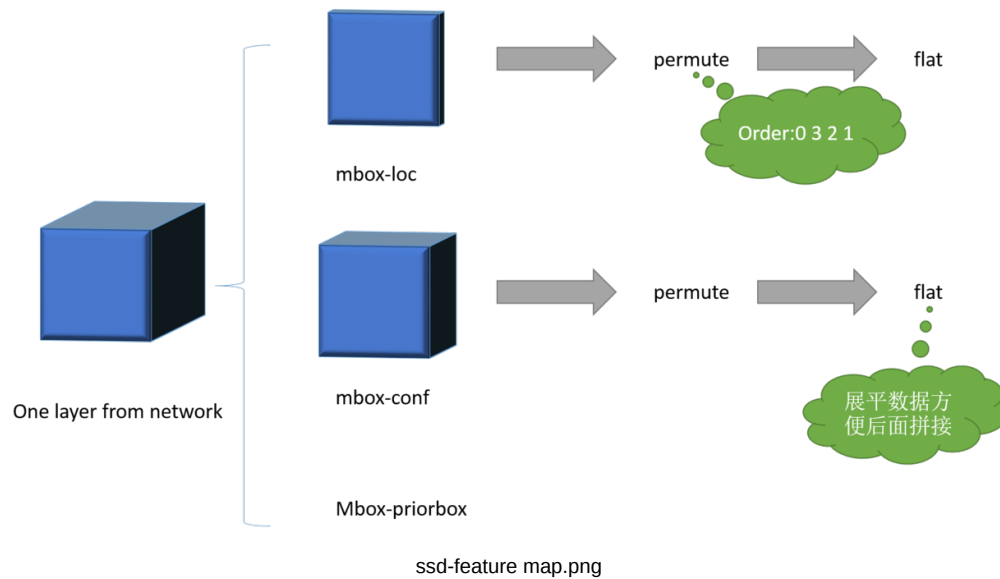 permute
flat
Order:0 3 2 1
mbox-loc
permute
flat
One layer from network
mbox-conf
展平数据方
便后面拼接
Mbox-priorbox
ssd-feature map.png